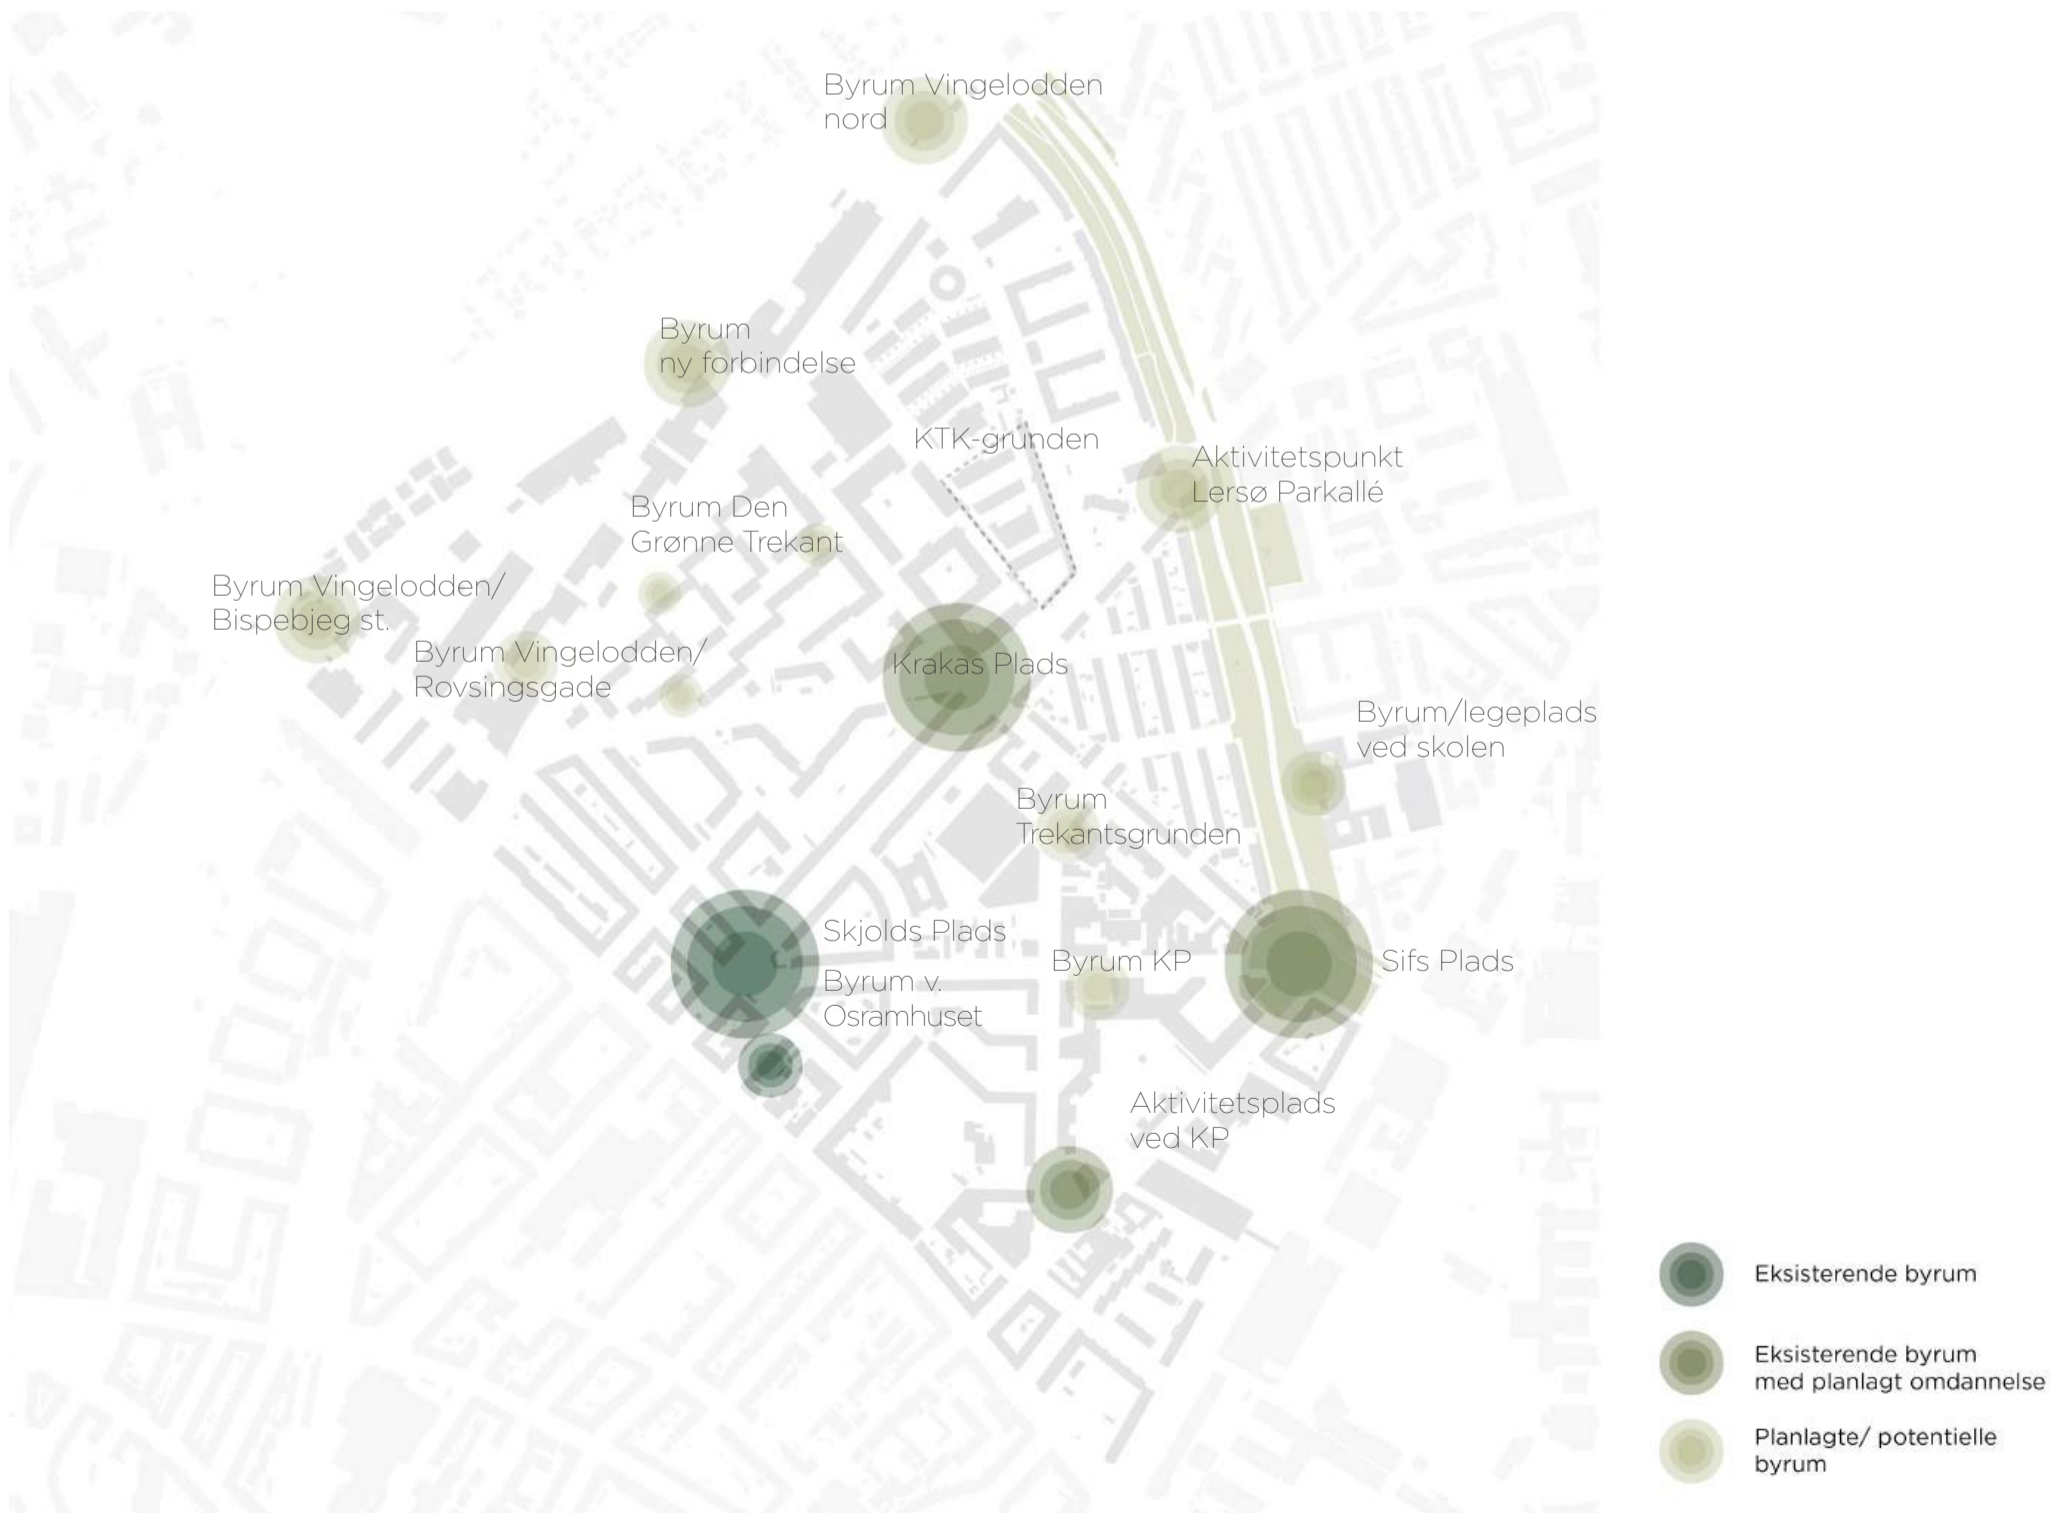 Byrum Vingelodden
nord
Byrum
ny forbindelse
KTK-grunden
Aktivitetspunkt
Lersø Parkallé
Byrum Den
Grønne Trekant
Byrum Vingelodden/
Bispebjeg st.
Byrum Vingelodden/
Rovsingsgade
Krakas Plads
Byrum/legeplads
ved skolen
Byrum
Trekantsgrunden
Skjolds Plads
Byrum v.
Osramhuset
Byrum KP
Sifs Plads
Aktivitetsplads
ved KP
Eksisterende byrum
Eksisterende byrum
med planlagt omdannelse
Planlagte/ potentielle
byrum